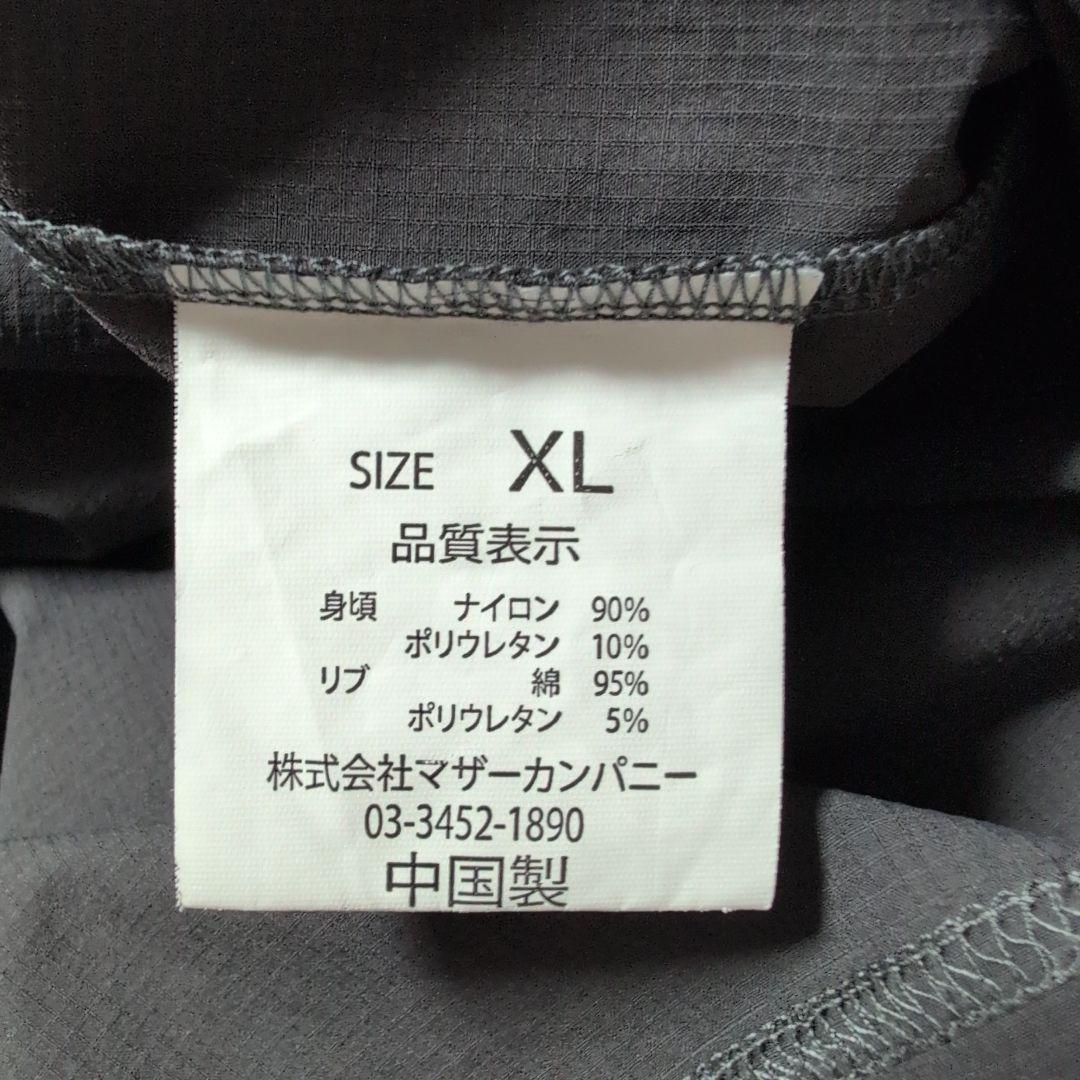 SIZE XL
品質表示
身頃 ナイロン 90%
ポリウレタン 10%
リブ 綿 95%
ポリウレタン 5%
株式会社マザーカンパニー
03-3452-1890
中国製